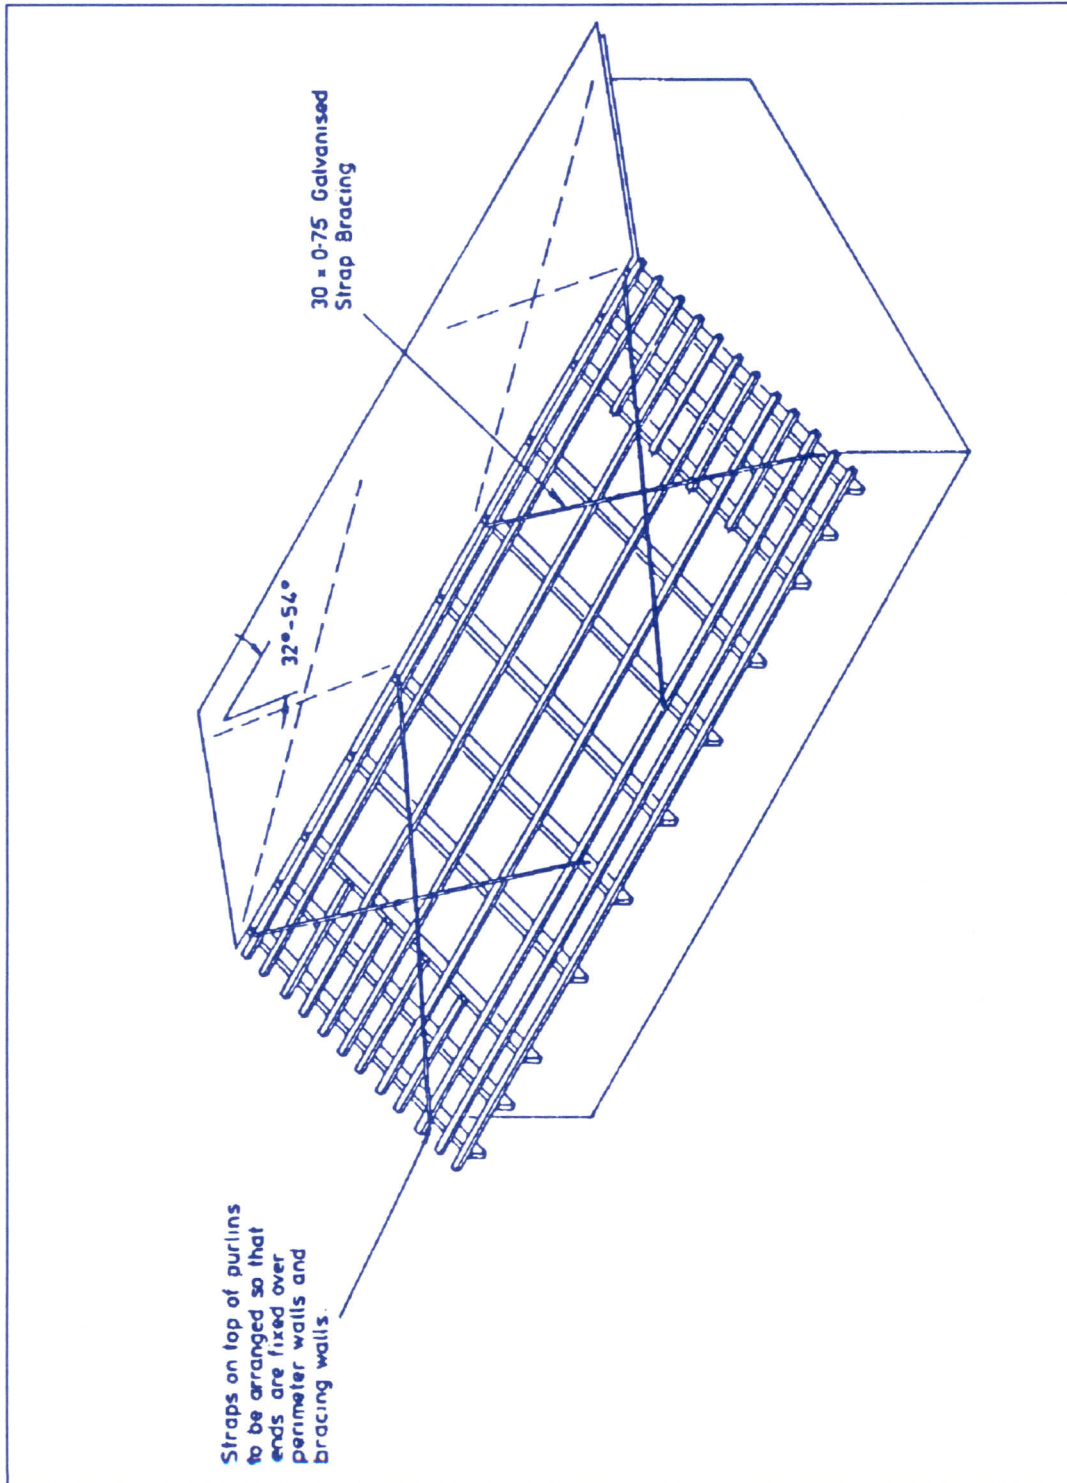 30 x 0·75 Galvanised
Strap Bracing
32°-54°
Straps on top of purlins
to be arranged so that
ends are fixed over
perimeter walls and
bracing walls.